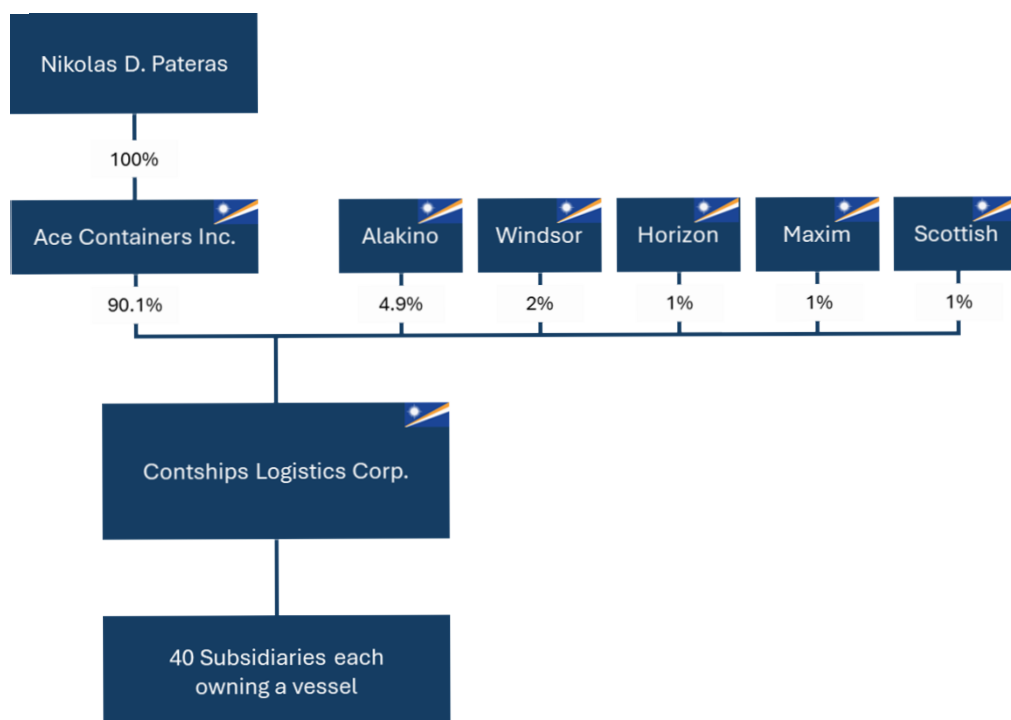 Nikolas D. Pateras
100%
Ace Containers Inc.
Alakino
Windsor
Horizon
Maxim
Scottish
90.1%
4.9%
2%
1%
1%
1%
Contships Logistics Corp.
40 Subsidiaries each
owning a vessel